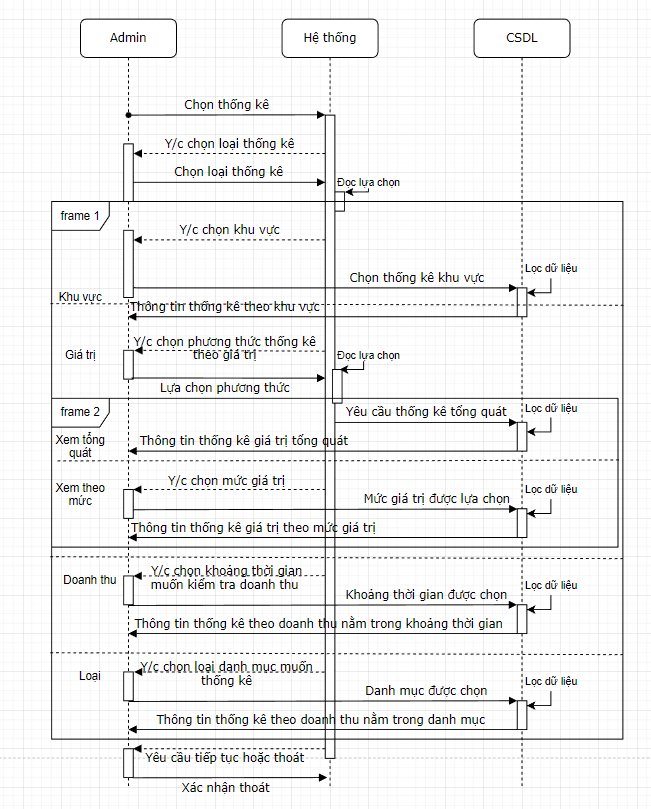 Admin
Hệ thống
CSDL
Chọn thống kê
Y/c chọn loại thống kê
Chọn loại thống kê
Đọc lựa chọn
frame 1
Y/c chọn khu vực
Chọn thống kê khu vực
Lọc dữ liệu
Khu vực
Thông tin thống kê theo khu vực
Giá trị
Y/c chọn phương thức thống kê
theo giá trị
Đọc lựa chọn
Lựa chọn phương thức
frame 2
Yêu cầu thống kê tổng quát
Lọc dữ liệu
Xem tổng
quát
Thông tin thống kê giá trị tổng quát
Xem theo
mức
Y/c chọn mức giá trị
Mức giá trị được lựa chọn
Lọc dữ liệu
Thông tin thống kê giá trị theo mức giá trị
Doanh thu
Y/c chọn khoảng thời gian
muốn kiểm tra doanh thu
Khoảng thời gian được chọn
Lọc dữ liệu
Thông tin thống kê theo doanh thu nằm trong khoảng thời gian
Loại
Y/c chọn loại danh mục muốn
thống kê
Danh mục được chọn
Lọc dữ liệu
Thông tin thống kê theo doanh thu nằm trong danh mục
Yêu cầu tiếp tục hoặc thoát
Xác nhận thoát